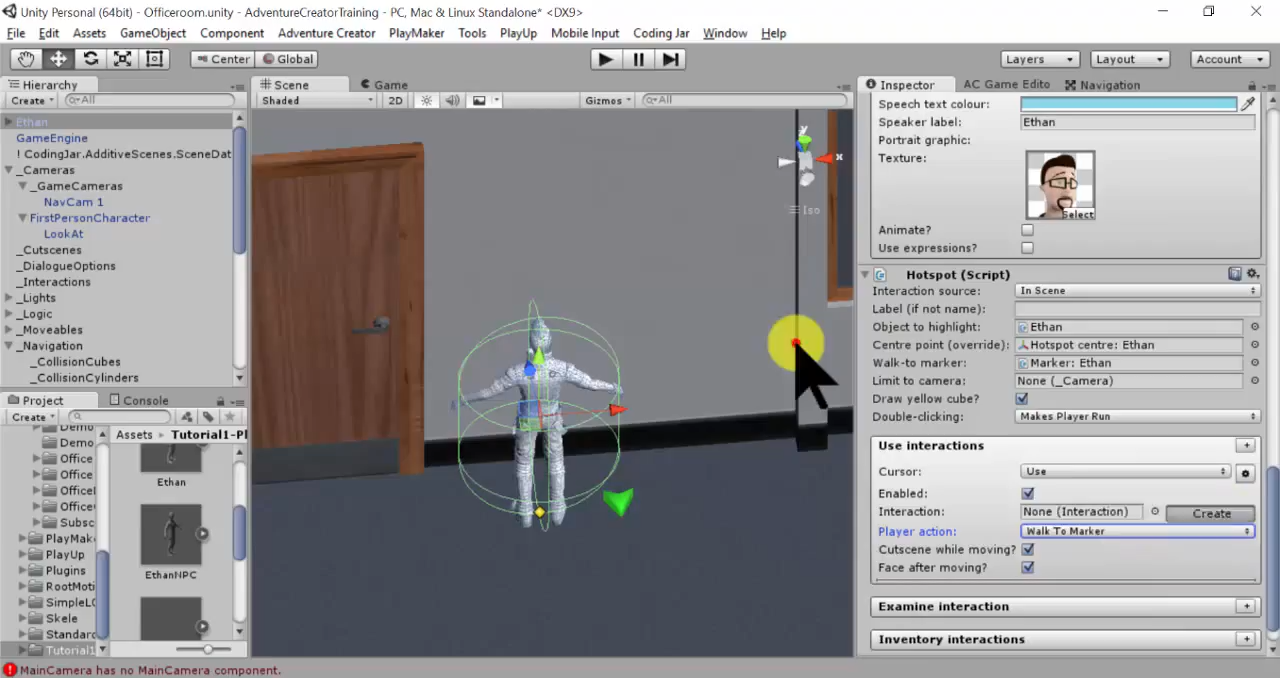 Unity Personal (64bit) - Officeroom.unity - AdventureCreatorTraining - PC, Mac & Linux Standalone* <DX9>
File Edit Assets GameObject Component Adventure Creator PlayMaker Tools PlayUp Mobile Input Coding Jar Window Help
Center Global Layers Layout Account
Hierarchy
Create All
Ethan
GameEngine
! CodingJar.AdditiveScenes.SceneDat
_Cameras
_GameCameras
NavCam 1
FirstPersonCharacter
LookAt
_Cutscenes
_DialogueOptions
_Interactions
_Lights
_Logic
_Moveables
_Navigation
_CollisionCubes
_CollisionCylinders
Project Console
Create
Demo
Office
Office
Office
Office
Subsc
PlayMak
PlayUp
Plugins
RootMoti
SimpleLO
Skele
Standar
Tutorial1
Assets Tutorial1-Pl
Ethan
EthanNPC
Scene Game
Shaded 2D Gizmos All
y
x
Iso
Inspector AC Game Edito Navigation
Speech text colour:
Speaker label: Ethan
Portrait graphic:
Texture:
Select
Animate?
Use expressions?
Hotspot (Script)
Interaction source: In Scene
Label (if not name):
Object to highlight: Ethan
Centre point (override): Hotspot centre: Ethan
Walk-to marker: Marker: Ethan
Limit to camera: None (_Camera)
Draw yellow cube?
Double-clicking: Makes Player Run
Use interactions +
Cursor: Use
Enabled:
Interaction: None (Interaction) Create
Player action: Walk To Marker
Cutscene while moving?
Face after moving?
Examine interaction +
Inventory interactions +
MainCamera has no MainCamera component.